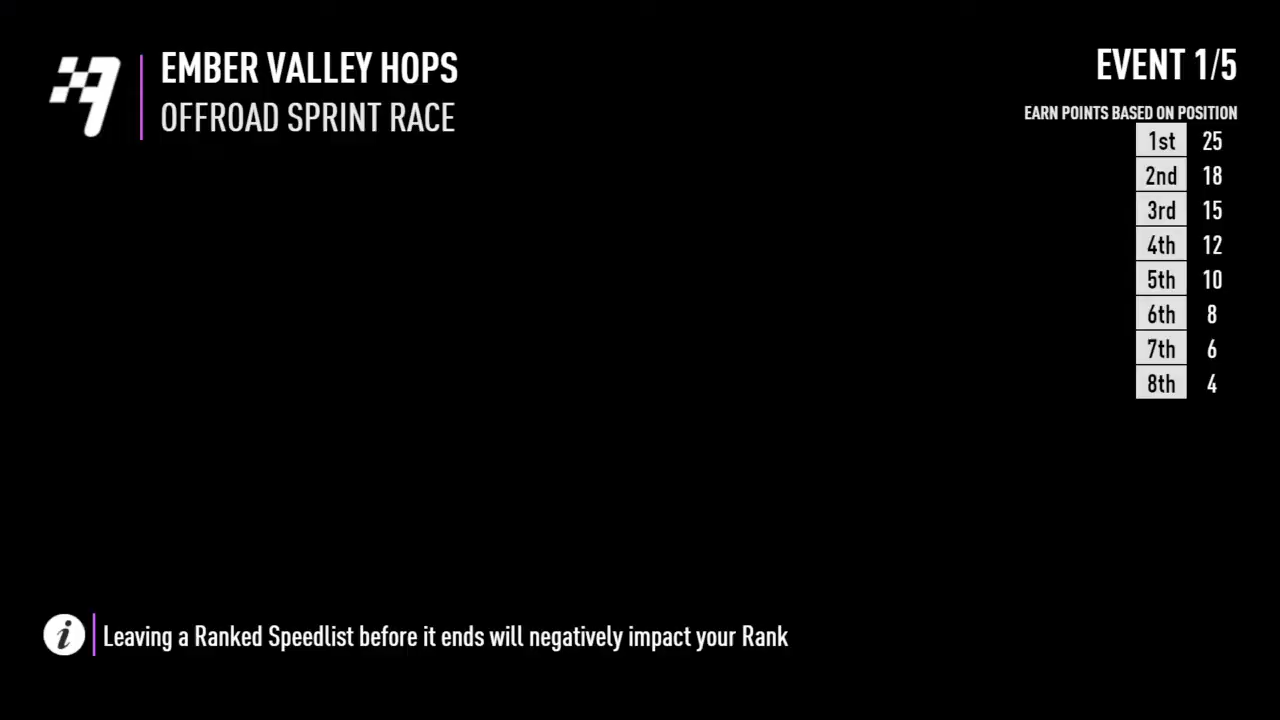 EMBER VALLEY HOPS
OFFROAD SPRINT RACE
EVENT 1/5
EARN POINTS BASED ON POSITION
1st 25
2nd 18
3rd 15
4th 12
5th 10
6th 8
7th 6
8th 4
i Leaving a Ranked Speedlist before it ends will negatively impact your Rank